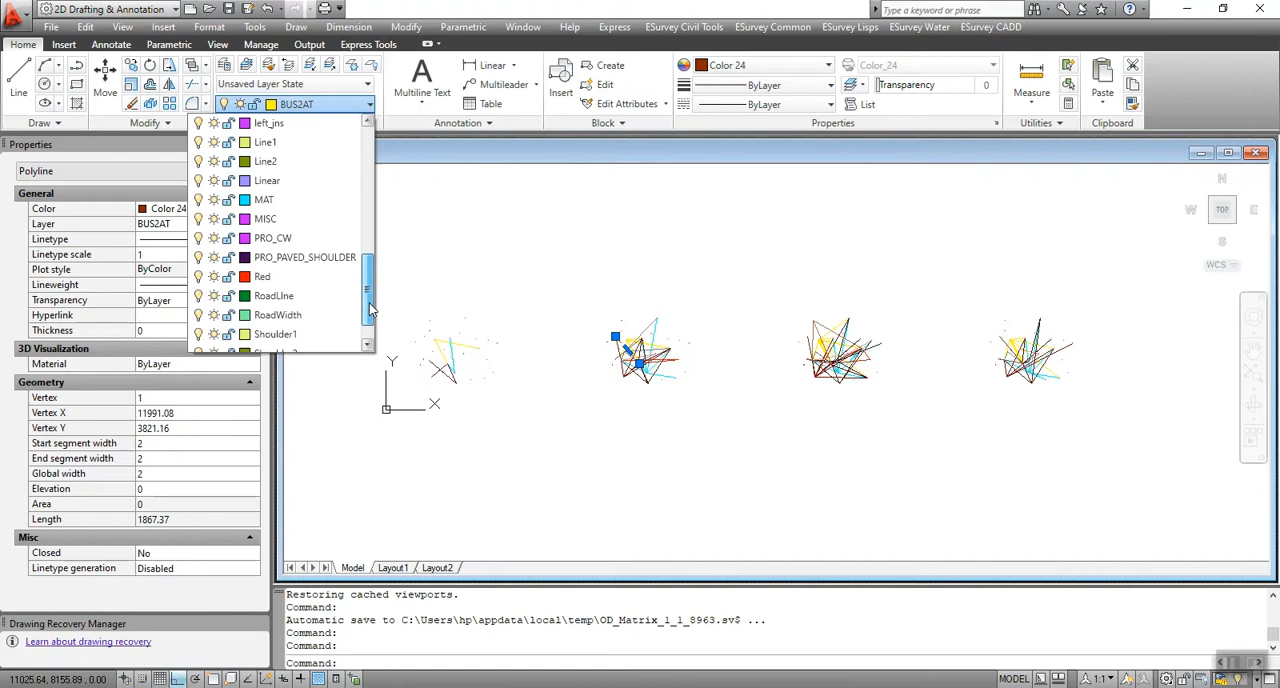 2D Drafting & Annotation
Type a keyword or phrase
File Edit View Insert Format Tools Draw Dimension Modify Parametric Window Help Express ESurvey Civil Tools ESurvey Common ESurvey Lisps ESurvey Water ESurvey CADD
Home Insert Annotate Parametric View Manage Output Express Tools
Line Move Unsaved Layer State
BUS2AT
Multiline Text Linear Multileader Table
Insert Create Edit Edit Attributes
Color 24 ByLayer ByLayer
Color_24 Transparency 0 List
Measure Paste
Draw Modify Annotation Block Properties Utilities Clipboard
Properties
Polyline
General
Color Color 24
Layer BUS2AT
Linetype
Linetype scale 1
Plot style ByColor
Lineweight
Transparency ByLayer
Hyperlink
Thickness 0
3D Visualization
Material ByLayer
Geometry
Vertex 1
Vertex X 11991.08
Vertex Y 3821.16
Start segment width 2
End segment width 2
Global width 2
Elevation 0
Area 0
Length 1867.37
Misc
Closed No
Linetype generation Disabled
Drawing Recovery Manager
Learn about drawing recovery
left_jns
Line1
Line2
Linear
MAT
MISC
PRO_CW
PRO_PAVED_SHOULDER
Red
RoadLIne
RoadWidth
Shoulder1
N
W TOP E
S
WCS
Y
X
Model Layout1 Layout2
Restoring cached viewports.
Command:
Automatic save to C:\Users\hp\appdata\local\temp\OD_Matrix_1_1_8963.sv$ ...
Command:
Command:
Command:
11025.64, 8155.89 , 0.00
MODEL 1:1